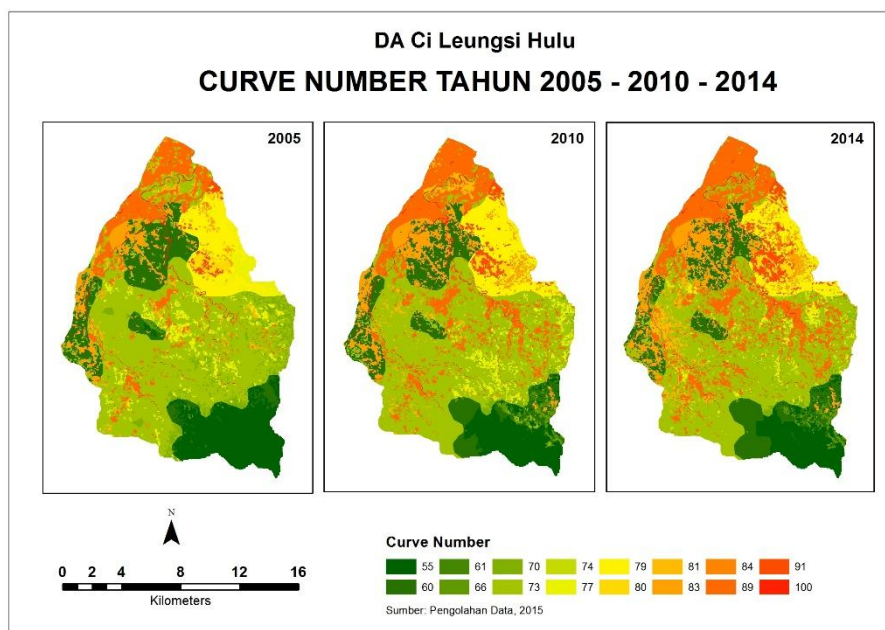 DA Ci Leungsi Hulu
CURVE NUMBER TAHUN 2005 - 2010 - 2014
2005
2010
2014
N
0 2 4 8 12 16
Kilometers
Curve Number
55 61 70 74 79 81 84 91
60 66 73 77 80 83 89 100
Sumber: Pengolahan Data, 2015